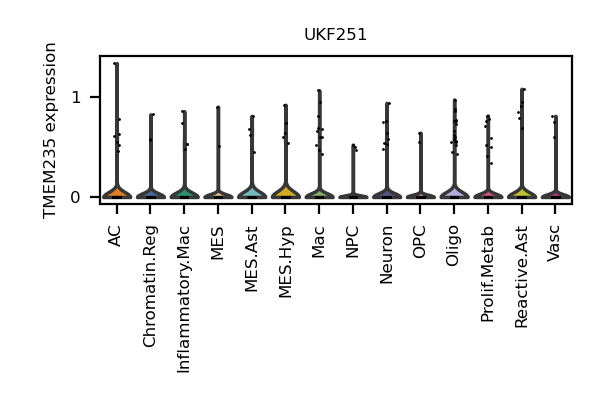 UKF251
TMEM235 expression
1
0
AC
Chromatin.Reg
Inflammatory.Mac
MES
MES.Ast
MES.Hyp
Mac
NPC
Neuron
OPC
Oligo
Prolif.Metab
Reactive.Ast
Vasc